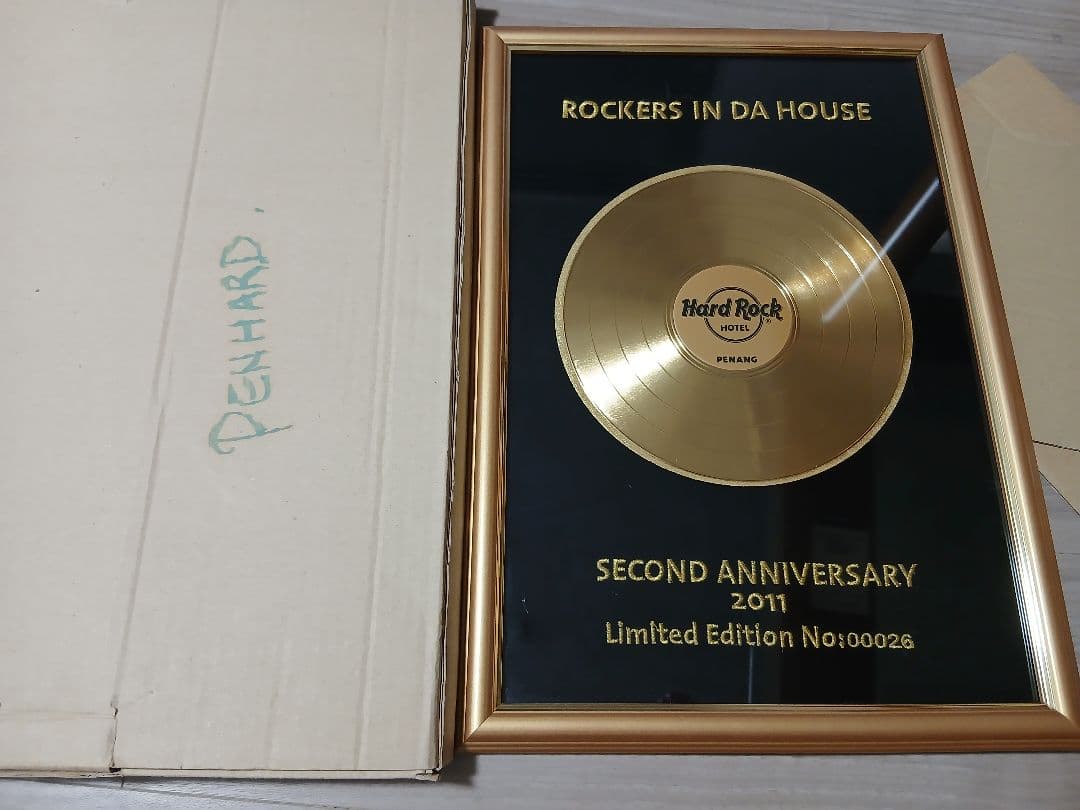 PENHARD.
ROCKERS IN DA HOUSE
Hard Rock
HOTEL
PENANG
SECOND ANNIVERSARY
2011
Limited Edition No:00026